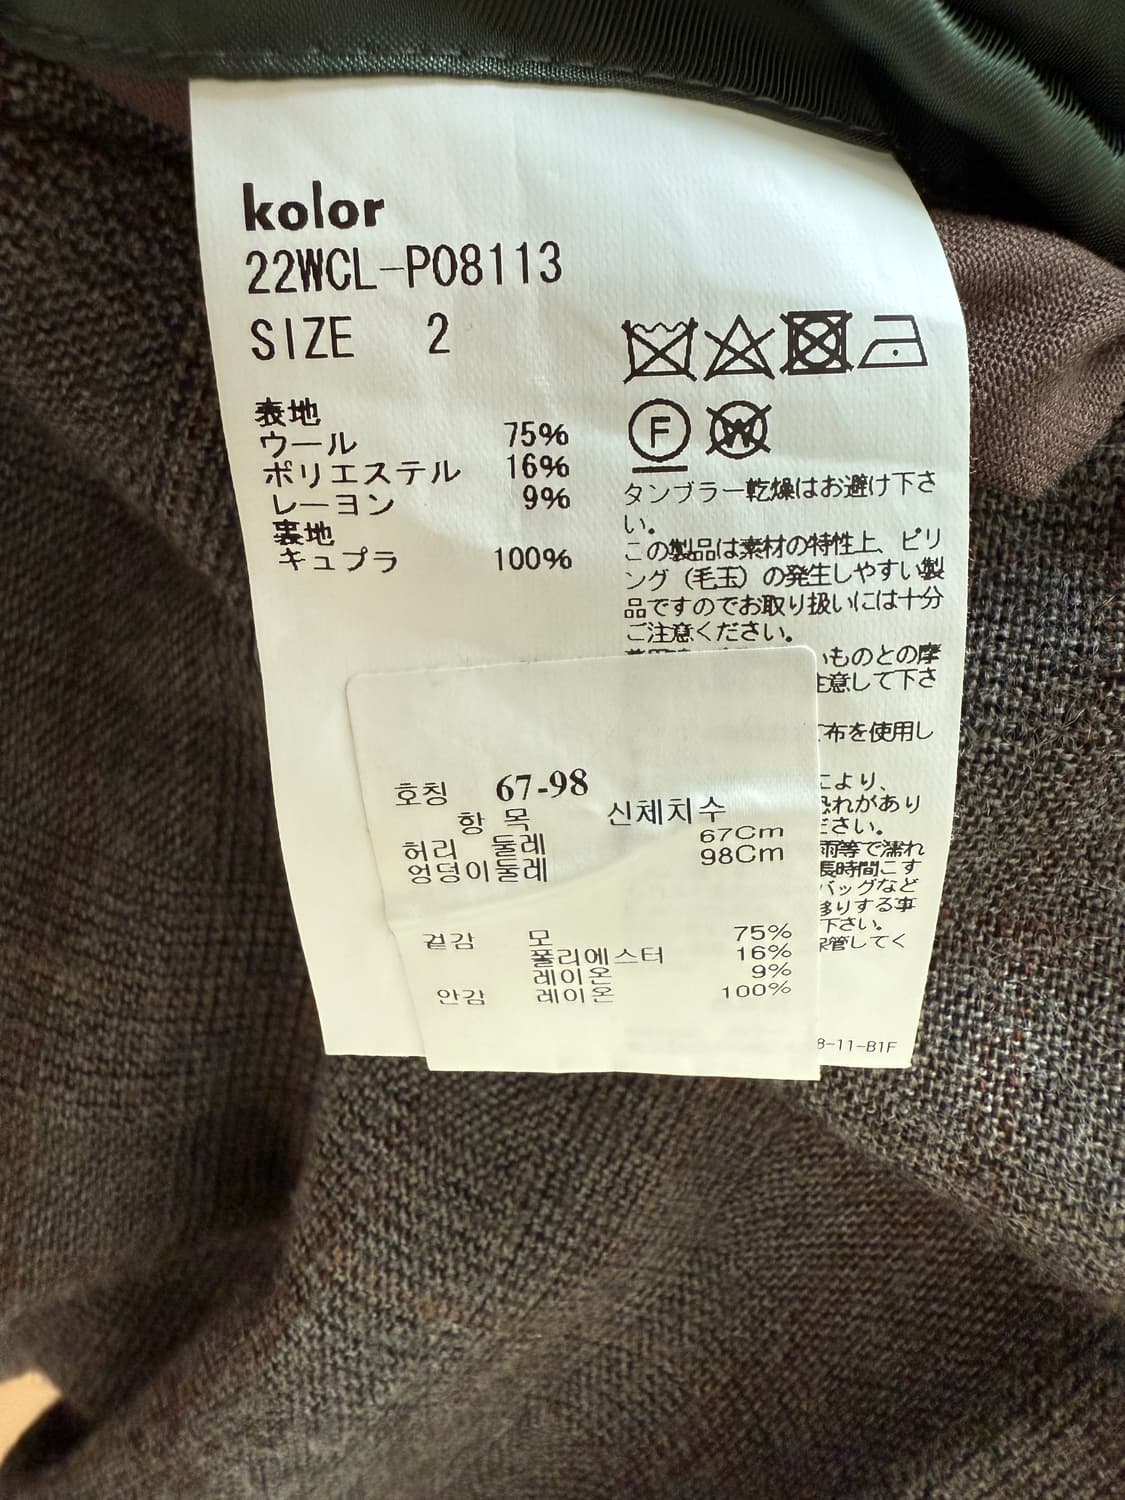 kolor
22WCL-P08113
SIZE 2
表地
ウール 75%
ポリエステル 16%
レーヨン 9%
裏地
キュプラ 100%
F
W
タンブラー乾燥はお避け下さ
い。
この製品は素材の特性上、ピリ
ング(毛玉)の発生しやすい製
品ですのでお取り扱いには十分
ご注意ください。
いものとの摩
注意して下さ
布を使用し
により、
恐れがあり
ださい。
雨等で濡れ
長時間こす
バッグなど
移りする事
下さい。
保管してく
8-11-B1F
호칭 67-98
항 목 신체치수
허리 둘레 67Cm
엉덩이둘레 98Cm
겉감 모 75%
폴리에스터 16%
레이온 9%
안감 레이온 100%